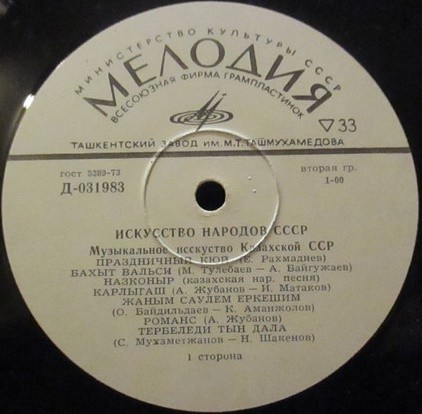 МИНИСТЕРСТВО КУЛЬТУРЫ СССР
МЕЛОДИЯ
ВСЕСОЮЗНАЯ ФИРМА ГРАМПЛАСТИНОК
▽33
ТАШКЕНТСКИЙ ЗАВОД ИМ. М.Т.ТАШМУХАМЕДОВА
гост 5289-73
Д-031983
вторая гр.
1-00
ИСКУССТВО НАРОДОВ СССР
Музыкальное исскуство Казахской ССР
ПРАЗДНИЧНЫЙ КЮЙ (Е. Рахмадиев)
БАХЫТ ВАЛЬСИ (М. Тулебаев — А. Байгужаев)
НАЗКОНЫР (казахская нар. песня)
КАРЛЫГАШ (А. Жубанов — И. Матаков)
ЖАНЫМ САУЛЕМ ЕРКЕШИМ
(О. Байдильдаев — К. Аманжолов)
РОМАНС (А. Жубанов)
ТЕРБЕЛЕДИ ТЫН ДАЛА
(С. Мухаметжанов — Н. Шакенов)
1 сторона